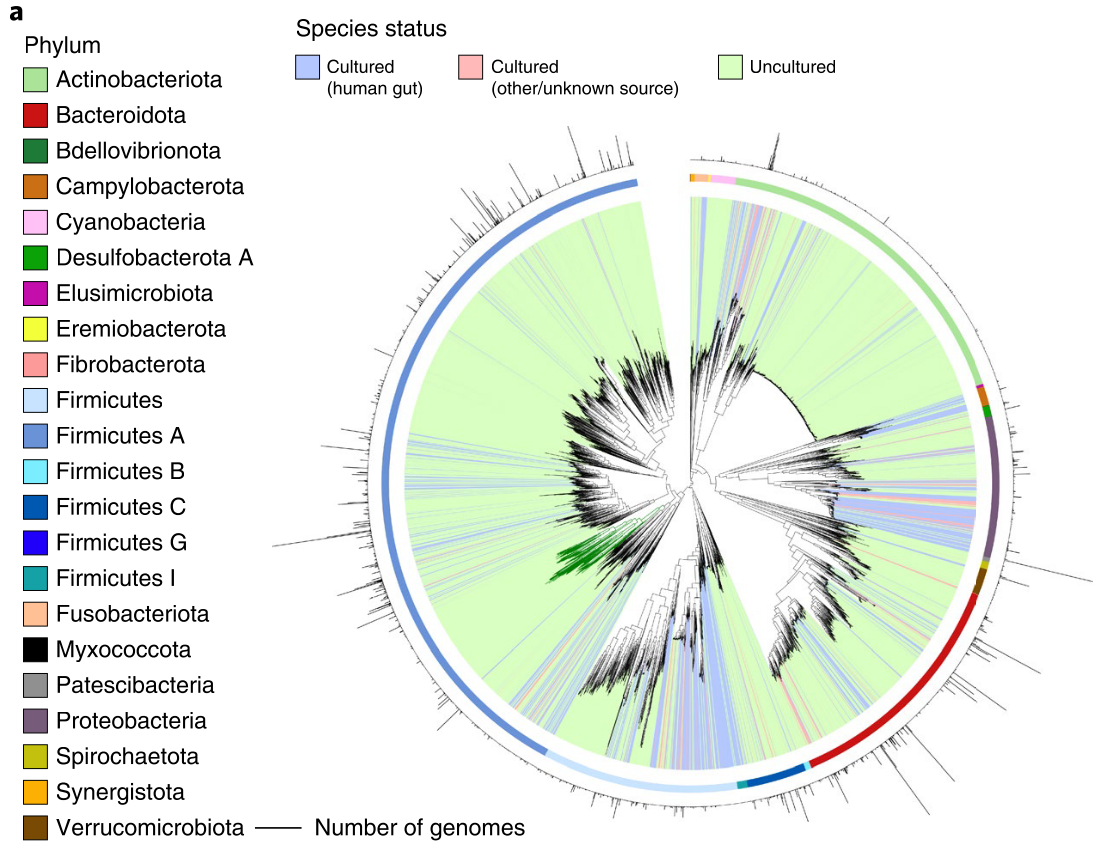 a
Species status
Cultured
(human gut)
Cultured
(other/unknown source)
Uncultured
Phylum
Actinobacteriota
Bacteroidota
Bdellovibrionota
Campylobacterota
Cyanobacteria
Desulfobacterota A
Elusimicrobiota
Eremiobacterota
Fibrobacterota
Firmicutes
Firmicutes A
Firmicutes B
Firmicutes C
Firmicutes G
Firmicutes I
Fusobacteriota
Myxococcota
Patescibacteria
Proteobacteria
Spirochaetota
Synergistota
Verrucomicrobiota
Number of genomes